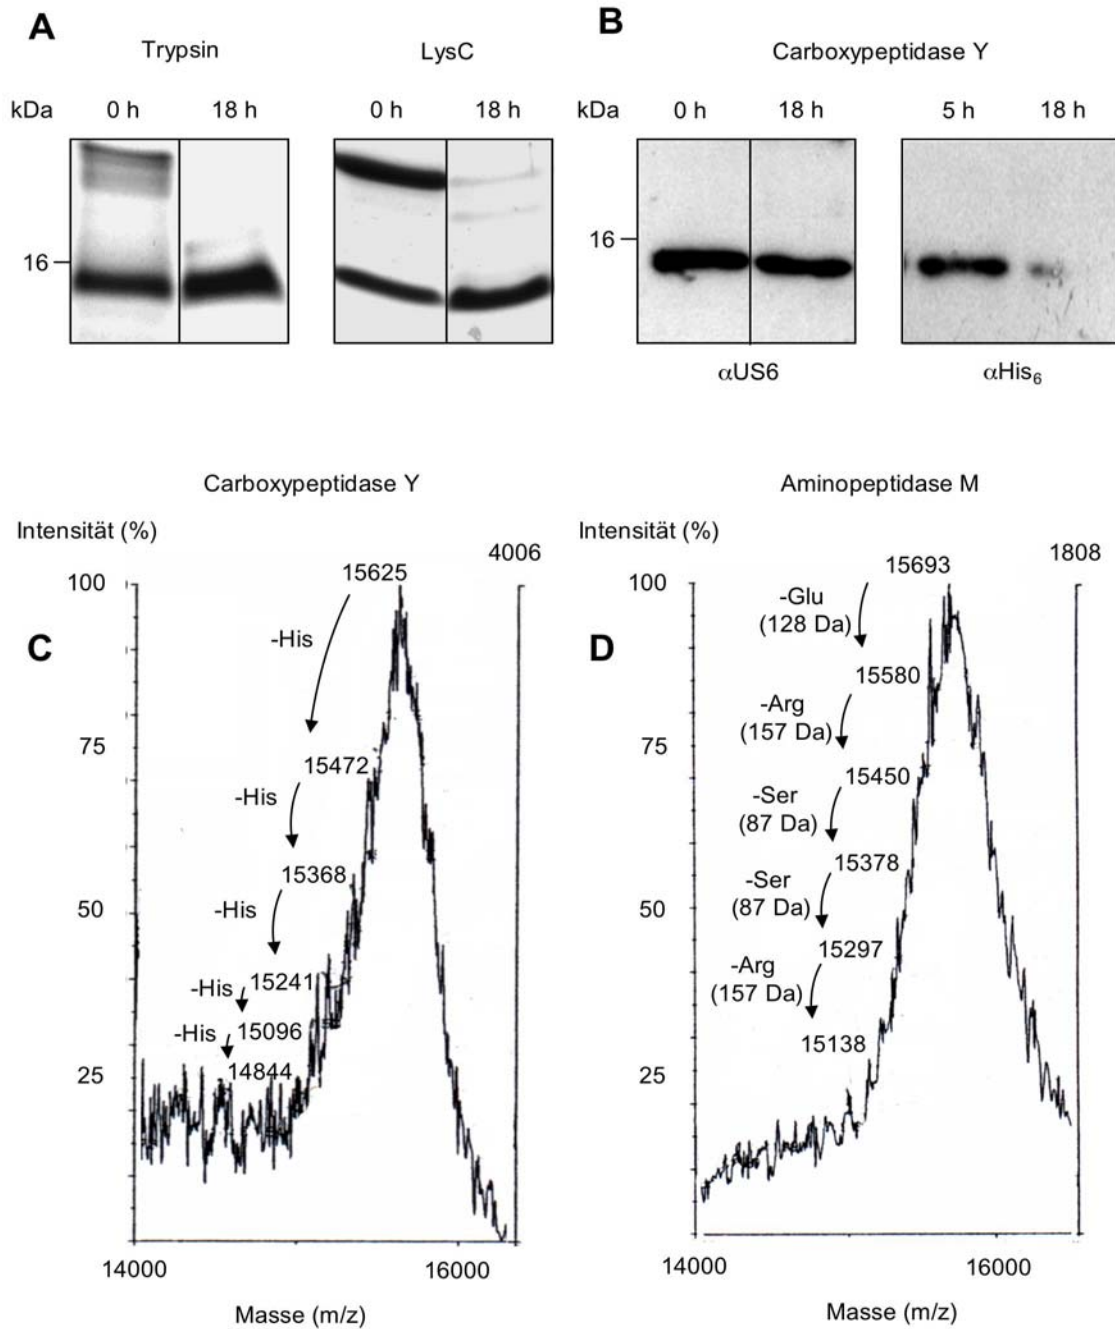 A
Trypsin
LysC
kDa
0 h
18 h
0 h
18 h
16
B
Carboxypeptidase Y
kDa
0 h
18 h
5 h
18 h
16
αUS6
αHis6
Carboxypeptidase Y
Intensität (%)
4006
C
100
75
50
25
15625
-His
15472
-His
15368
-His
15241
-His
15096
-His
14844
14000
16000
Masse (m/z)
Aminopeptidase M
Intensität (%)
1808
D
100
75
50
25
15693
-Glu
(128 Da)
15580
-Arg
(157 Da)
15450
-Ser
(87 Da)
15378
-Ser
(87 Da)
15297
-Arg
(157 Da)
15138
14000
16000
Masse (m/z)